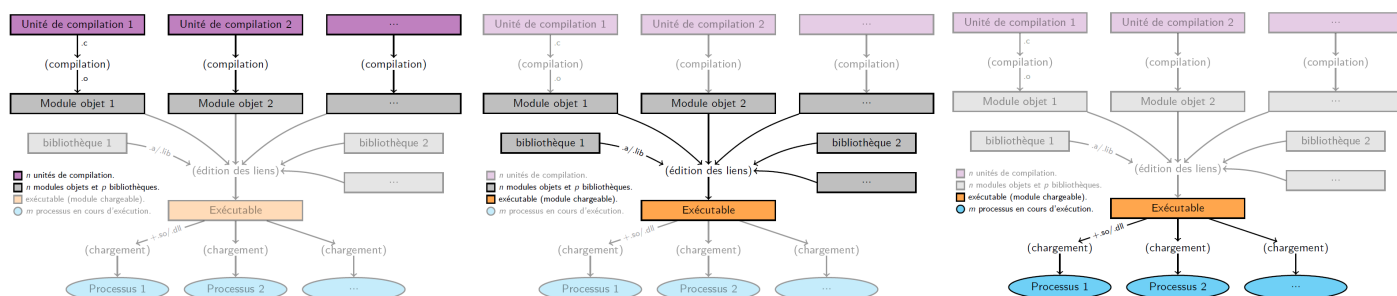 Unité de compilation 1 Unité de compilation 2 ...
.c
(compilation) (compilation) (compilation)
.o
Module objet 1 Module objet 2 ...
bibliothèque 1 bibliothèque 2
.a/.lib
(édition des liens)
...
n unités de compilation.
n modules objets et p bibliothèques.
exécutable (module chargeable).
m processus en cours d'exécution.
Exécutable
+.so/.dll
(chargement) (chargement) (chargement)
Processus 1 Processus 2 ...
Unité de compilation 1 Unité de compilation 2 ...
.c
(compilation) (compilation) (compilation)
.o
Module objet 1 Module objet 2 ...
bibliothèque 1 bibliothèque 2
.a/.lib
(édition des liens)
...
n unités de compilation.
n modules objets et p bibliothèques.
exécutable (module chargeable).
m processus en cours d'exécution.
Exécutable
+.so/.dll
(chargement) (chargement) (chargement)
Processus 1 Processus 2 ...
Unité de compilation 1 Unité de compilation 2 ...
.c
(compilation) (compilation) (compilation)
.o
Module objet 1 Module objet 2 ...
bibliothèque 1 bibliothèque 2
.a/.lib
(édition des liens)
...
n unités de compilation.
n modules objets et p bibliothèques.
exécutable (module chargeable).
m processus en cours d'exécution.
Exécutable
+.so/.dll
(chargement) (chargement) (chargement)
Processus 1 Processus 2 ...